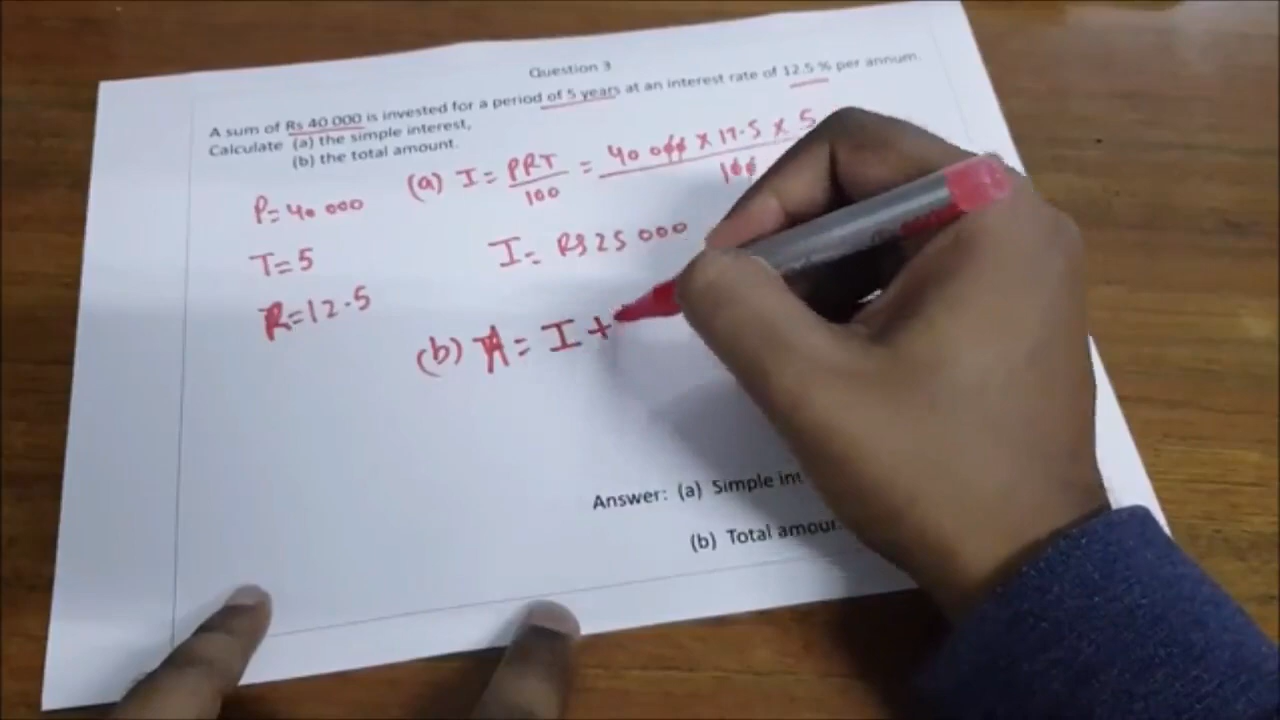 Question 3
A sum of Rs 40 000 is invested for a period of 5 years at an interest rate of 12.5 % per annum.
Calculate (a) the simple interest,
(b) the total amount.
P= 40 000
(a) I = PRT / 100 = 40 000 x 12.5 x 5 / 100
T= 5
I= Rs 25 000
R=12.5
(b) A = I +
Answer: (a) Simple int
(b) Total amou